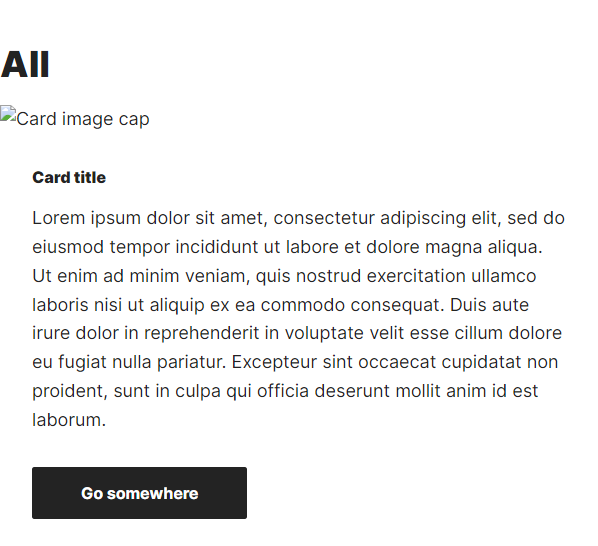 All
Card image cap
Card title
Lorem ipsum dolor sit amet, consectetur adipiscing elit, sed do
eiusmod tempor incididunt ut labore et dolore magna aliqua.
Ut enim ad minim veniam, quis nostrud exercitation ullamco
laboris nisi ut aliquip ex ea commodo consequat. Duis aute
irure dolor in reprehenderit in voluptate velit esse cillum dolore
eu fugiat nulla pariatur. Excepteur sint occaecat cupidatat non
proident, sunt in culpa qui officia deserunt mollit anim id est
laborum.
Go somewhere